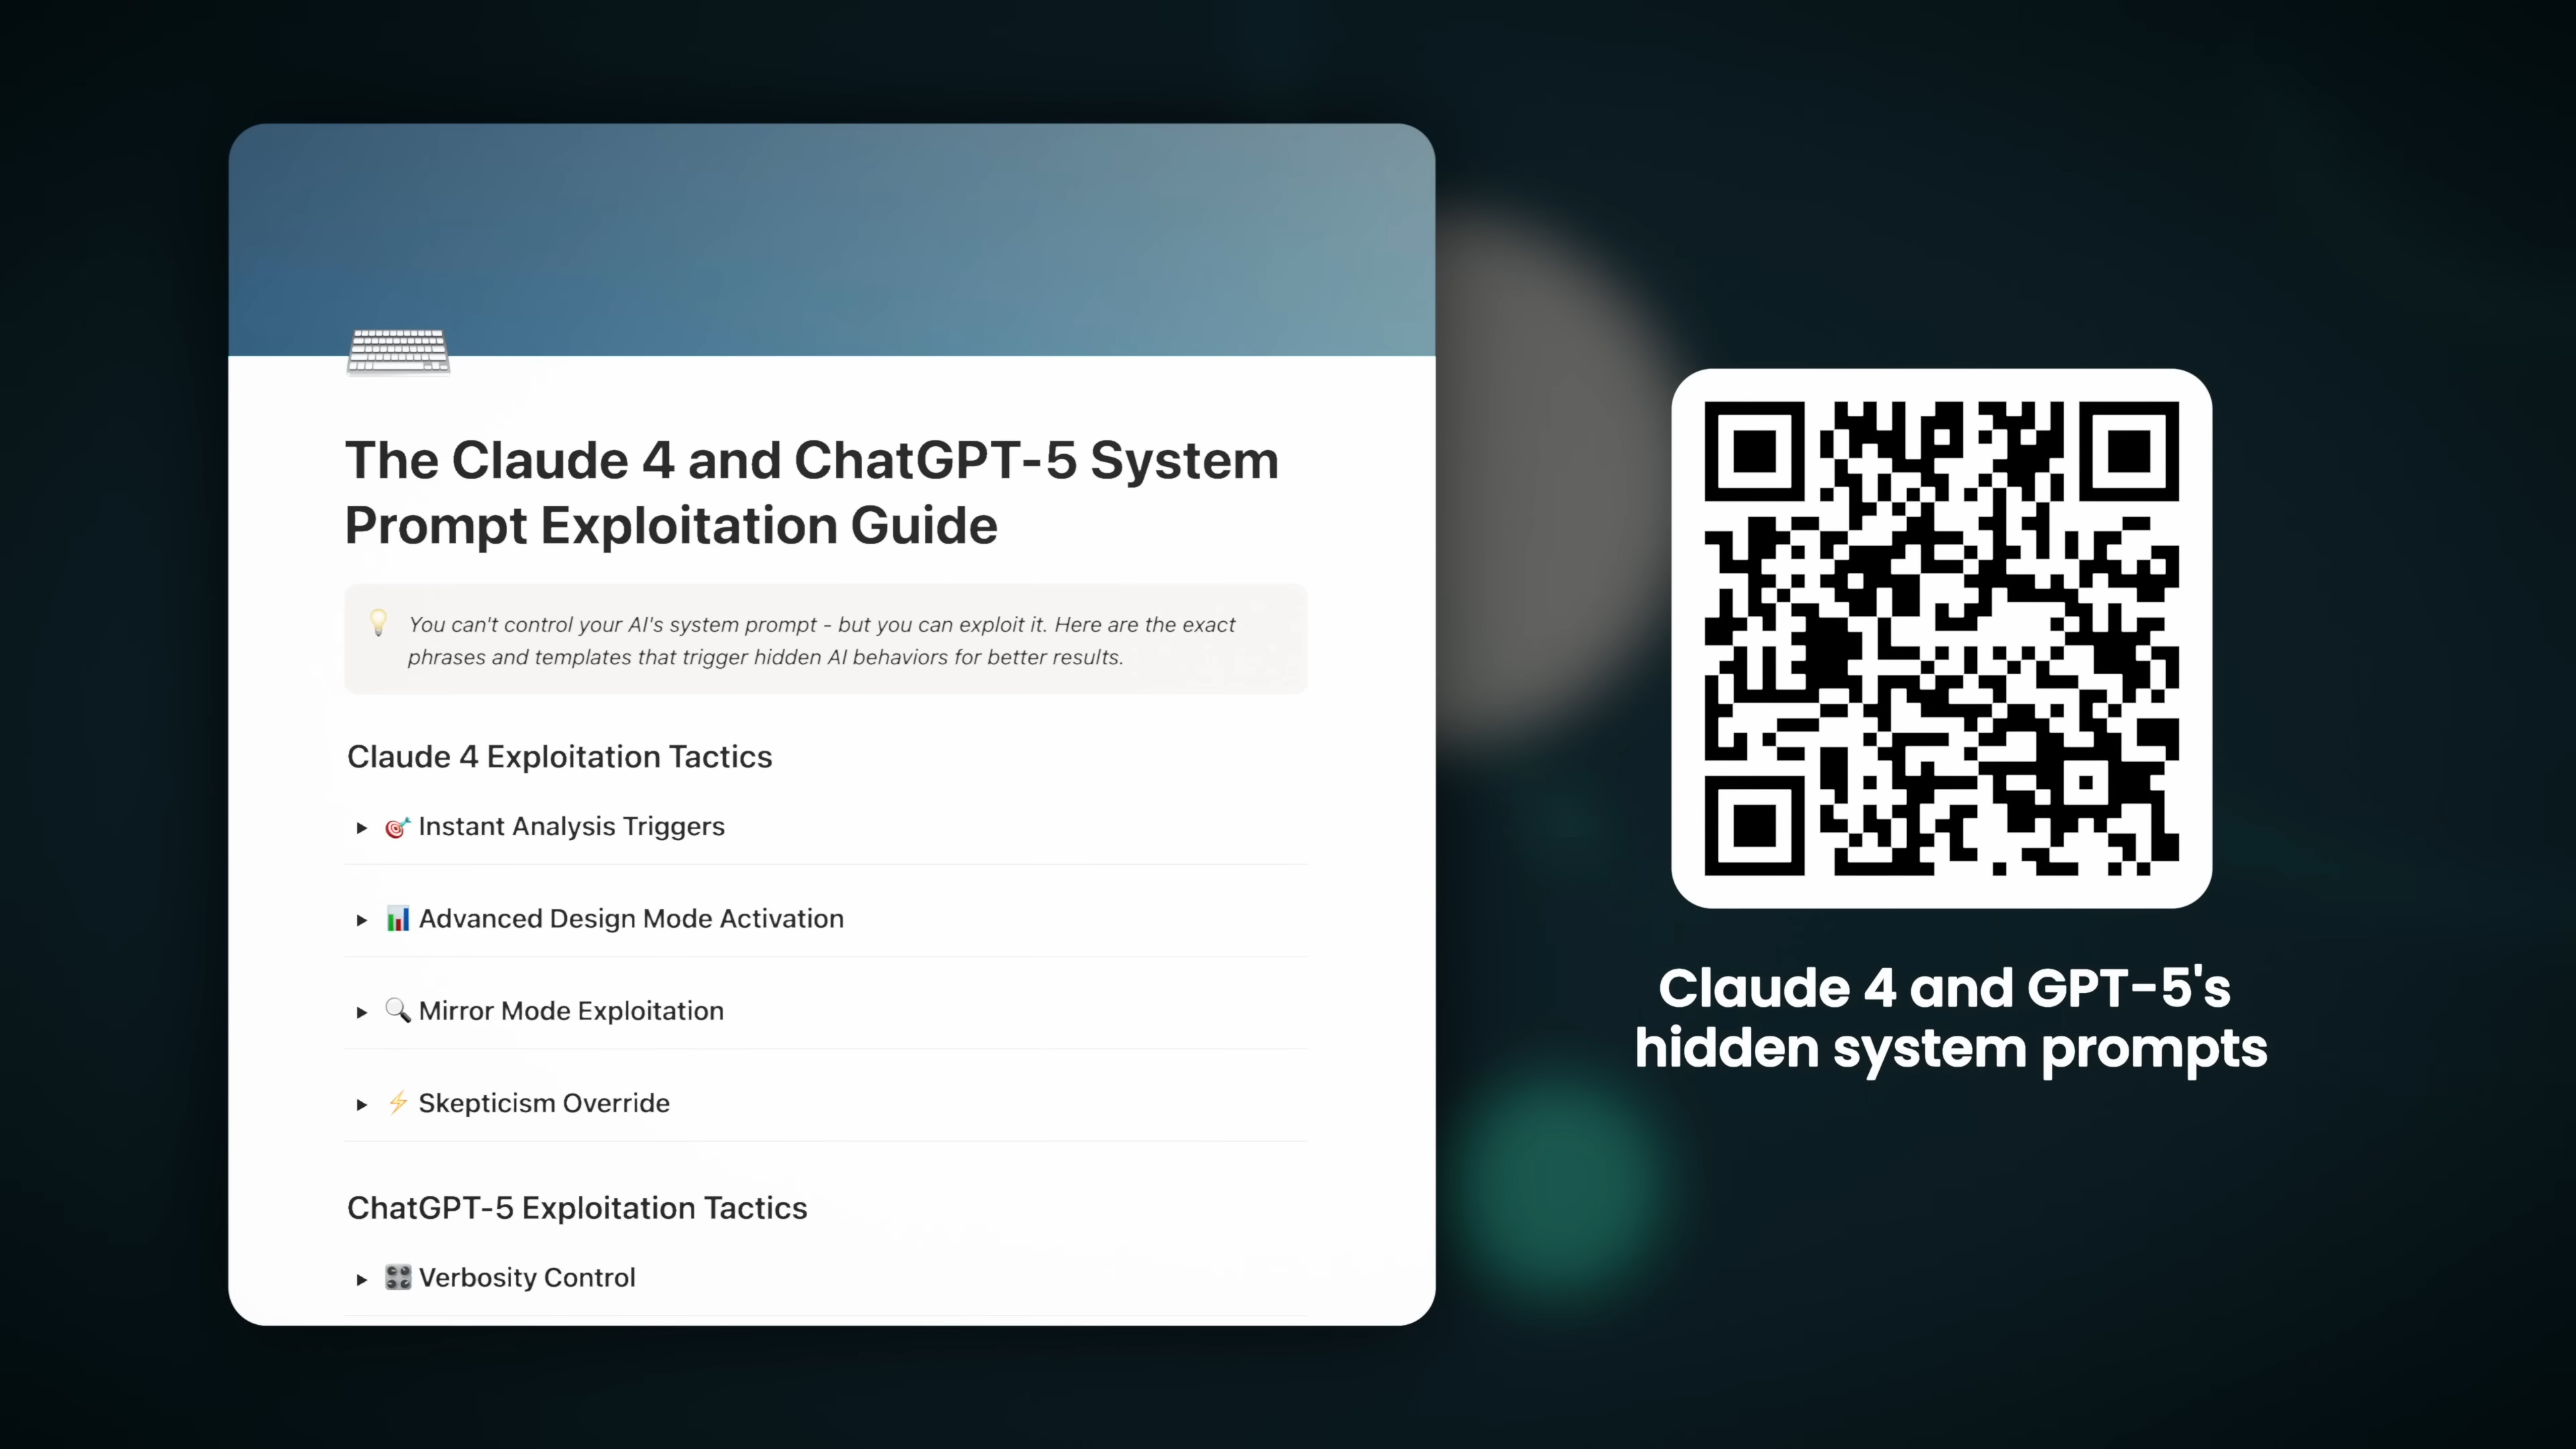 The Claude 4 and ChatGPT-5 System
Prompt Exploitation Guide
You can't control your AI's system prompt - but you can exploit it. Here are the exact
phrases and templates that trigger hidden AI behaviors for better results.
Claude 4 Exploitation Tactics
Instant Analysis Triggers
Advanced Design Mode Activation
Mirror Mode Exploitation
Skepticism Override
ChatGPT-5 Exploitation Tactics
Verbosity Control
Claude 4 and GPT-5's
hidden system prompts